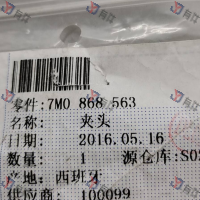 零件:7M0 868 563
名称: 夹头
日期: 2016.05.16
数量: 1 源仓库:S02
产地: 西班牙
供应商: 100099